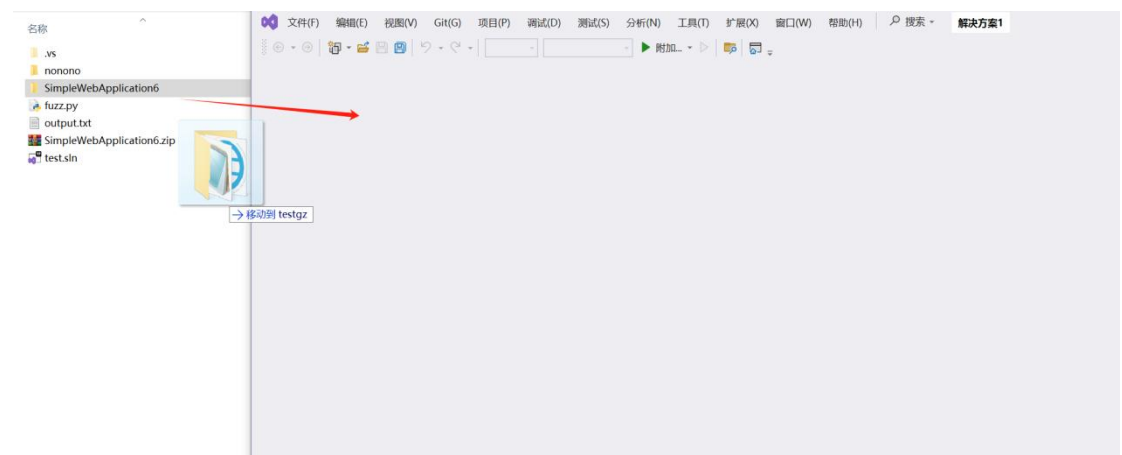 文件(F) 编辑(E) 视图(V) Git(G) 项目(P) 调试(D) 测试(S) 分析(N) 工具(T) 扩展(X) 窗口(W) 帮助(H) 搜索 解决方案1
名称
附加...
.vs
nonono
SimpleWebApplication6
fuzz.py
output.txt
SimpleWebApplication6.zip
test.sln
移动到 testgz